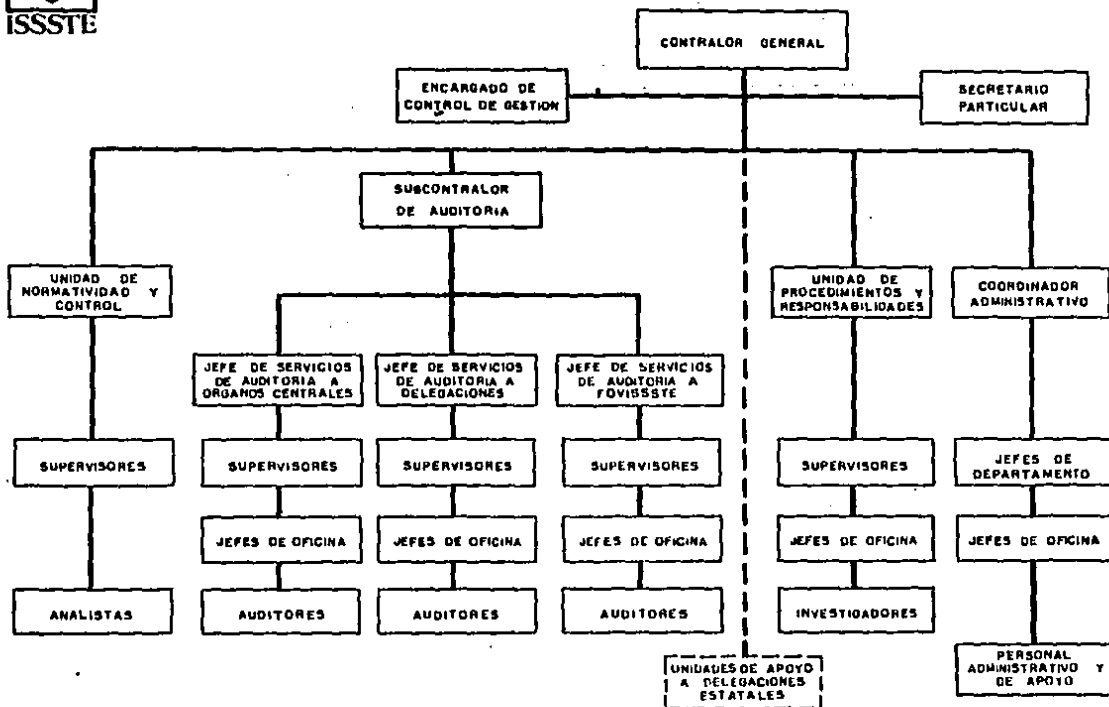 ISSSTE
CONTRALOR GENERAL
ENCARGADO DE
CONTROL DE GESTION
SECRETARIO
PARTICULAR
SUBCONTRALOR
DE AUDITORIA
UNIDAD DE
NORMATIVIDAD Y
CONTROL
UNIDAD DE
PROCEDIMIENTOS Y
RESPONSABILIDADES
COORDINADOR
ADMINISTRATIVO
JEFE DE SERVICIOS
DE AUDITORIA A
ORGANOS CENTRALES
JEFE DE SERVICIOS
DE AUDITORIA A
DELEGACIONES
JEFE DE SERVICIOS
DE AUDITORIA A
FOVISSSTE
SUPERVISORES
SUPERVISORES
SUPERVISORES
SUPERVISORES
SUPERVISORES
JEFES DE
DEPARTAMENTO
JEFES DE OFICINA
JEFES DE OFICINA
JEFES DE OFICINA
JEFES DE OFICINA
JEFES DE OFICINA
ANALISTAS
AUDITORES
AUDITORES
AUDITORES
INVESTIGADORES
UNIDADES DE APOYO
A DELEGACIONES
ESTATALES
PERSONAL
ADMINISTRATIVO Y
DE APOYO